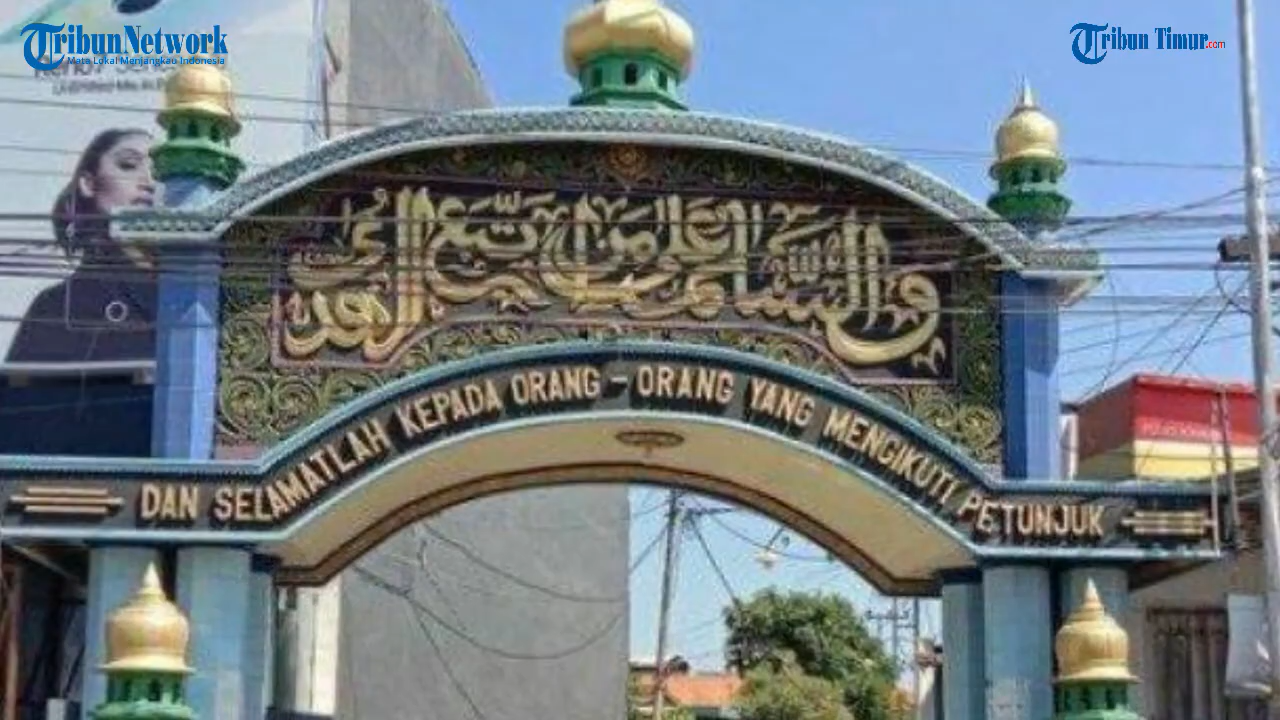 TribunNetwork
Mata Lokal Menjangkau Indonesia
Tribun Timur.com
والسلام على من اتبع الهدى
DAN SELAMATLAH KEPADA ORANG - ORANG YANG MENGIKUTI PETUNJUK